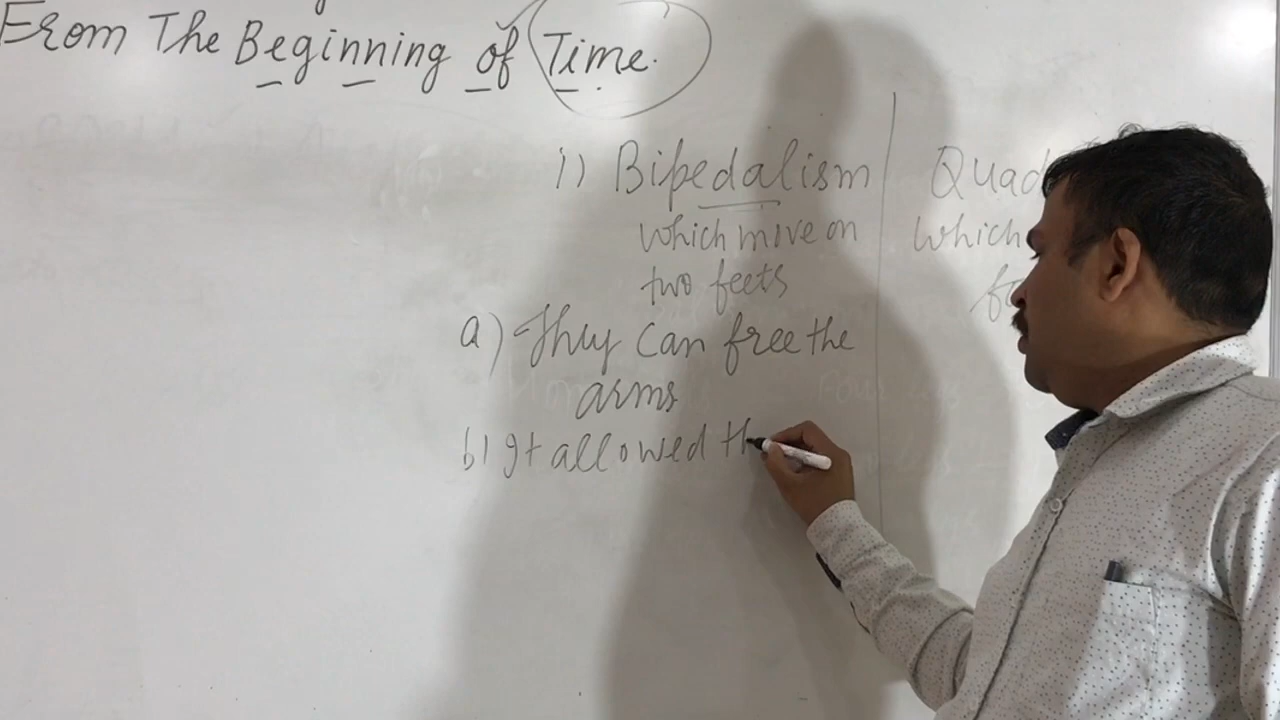 From The Beginning of Time.
1) Bipedalism
which move on
two feets
Quad
which
a) They can free the
arms
b) It allowed th